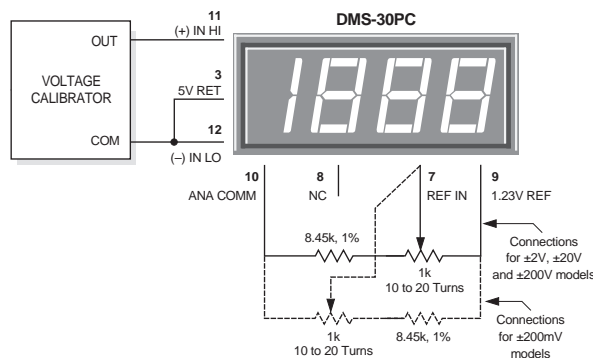 DMS-30PC
11
(+) IN HI
OUT
VOLTAGE
CALIBRATOR
3
5V RET
COM
12
(–) IN LO
1888
10
ANA COMM
8
NC
7
REF IN
9
1.23V REF
8.45k, 1%
1k
10 to 20 Turns
Connections
for ±2V, ±20V
and ±200V models
1k
10 to 20 Turns
8.45k, 1%
Connections
for ±200mV
models